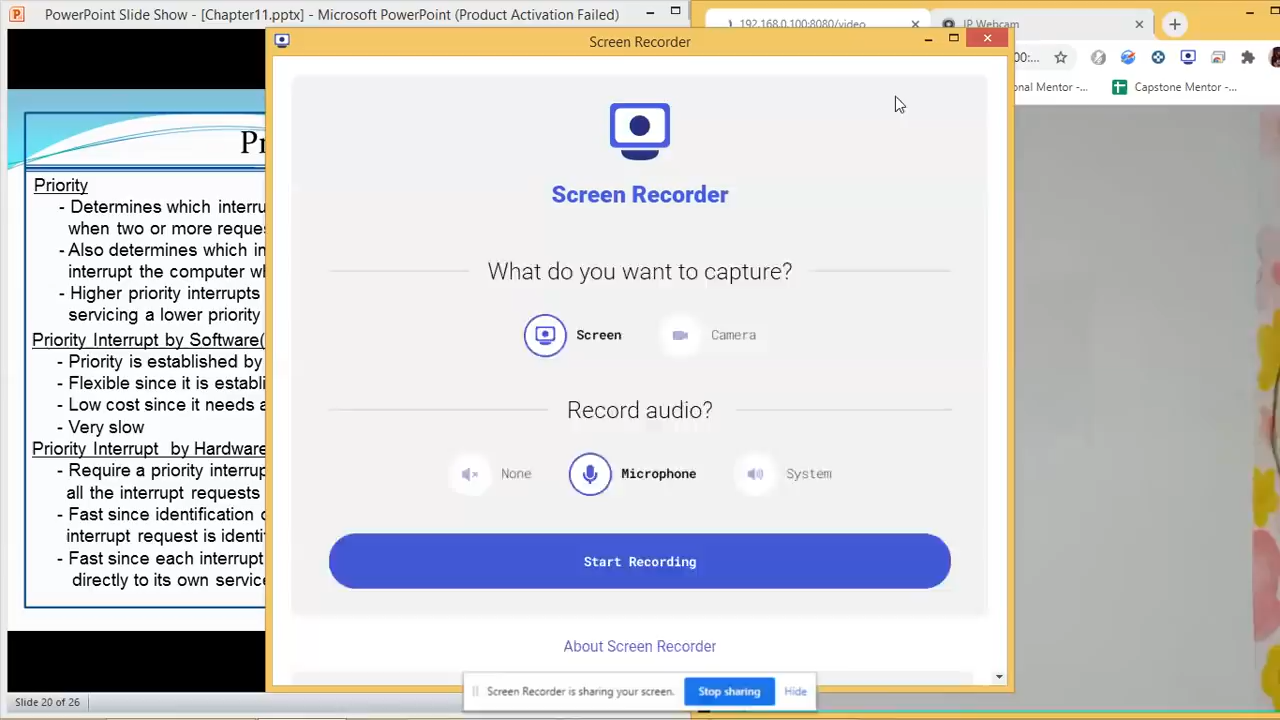 PowerPoint Slide Show - [Chapter11.pptx] - Microsoft PowerPoint (Product Activation Failed)
192.168.0.100:8080/video
IP Webcam
Screen Recorder
00:...
onal Mentor -...
Capstone Mentor -...
Priority
- Determines which interru
when two or more reque
- Also determines which in
interrupt the computer wh
- Higher priority interrupts
servicing a lower priority
Priority Interrupt by Software(
- Priority is established by
- Flexible since it is establi
- Low cost since it needs a
- Very slow
Priority Interrupt by Hardware
- Require a priority interrup
all the interrupt requests
- Fast since identification o
interrupt request is identif
- Fast since each interrupt
directly to its own service
Slide 20 of 26
Screen Recorder
What do you want to capture?
Screen
Camera
Record audio?
None
Microphone
System
Start Recording
About Screen Recorder
Screen Recorder is sharing your screen.
Stop sharing
Hide